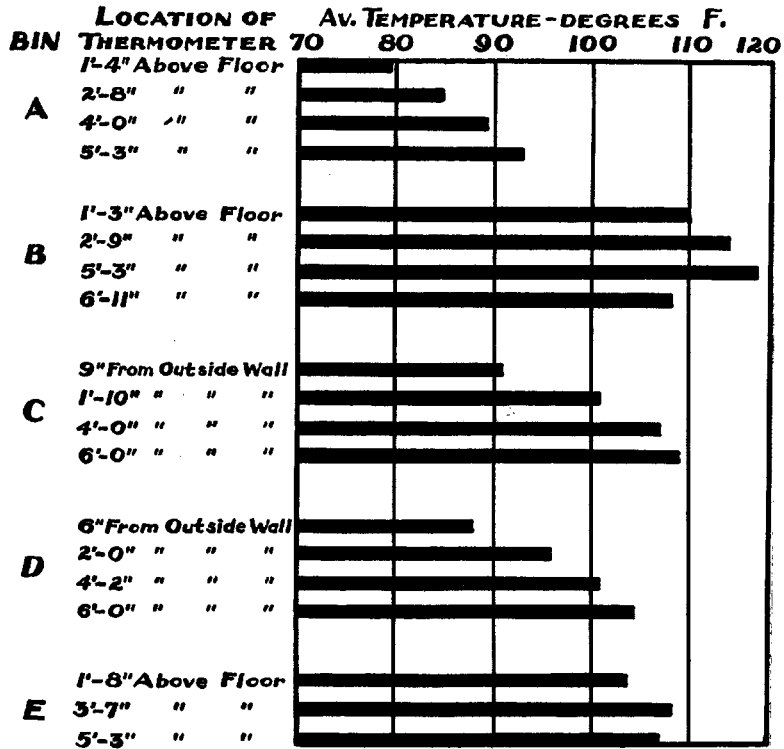 LOCATION OF AV. TEMPERATURE-DEGREES F.
BIN THERMOMETER 70 80 90 100 110 120
A
1'-4" Above Floor
2'-8" " "
4'-0" " "
5'-3" " "
B
1'-3" Above Floor
2'-9" " "
5'-3" " "
6'-11" " "
C
9" From Outside Wall
1'-10" " " "
4'-0" " " "
6'-0" " " "
D
6" From Outside Wall
2'-0" " " "
4'-2" " " "
6'-0" " " "
E
1'-8" Above Floor
3'-7" " "
5'-3" " "